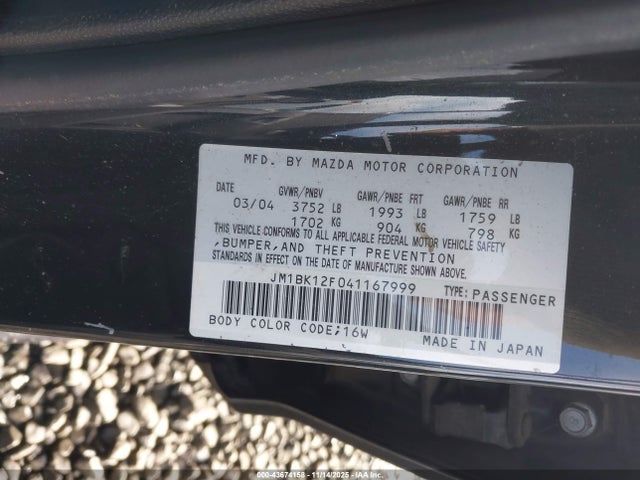 MFD. BY MAZDA MOTOR CORPORATION
DATE GVWR/PNBV GAWR/PNBE FRT GAWR/PNBE RR
03/04 3752 LB 1993 LB 1759 LB
1702 KG 904 KG 798 KG
THIS VEHICLE CONFORMS TO ALL APPLICABLE FEDERAL MOTOR VEHICLE SAFETY
,BUMPER,AND THEFT PREVENTION
STANDARDS IN EFFECT ON THE DATE OF MANUFACTURE SHOWN ABOVE.
JM1BK12F041167999 TYPE: PASSENGER
BODY COLOR CODE;16W MADE IN JAPAN
000-43674158 - 11/14/2025 - IAA Inc.